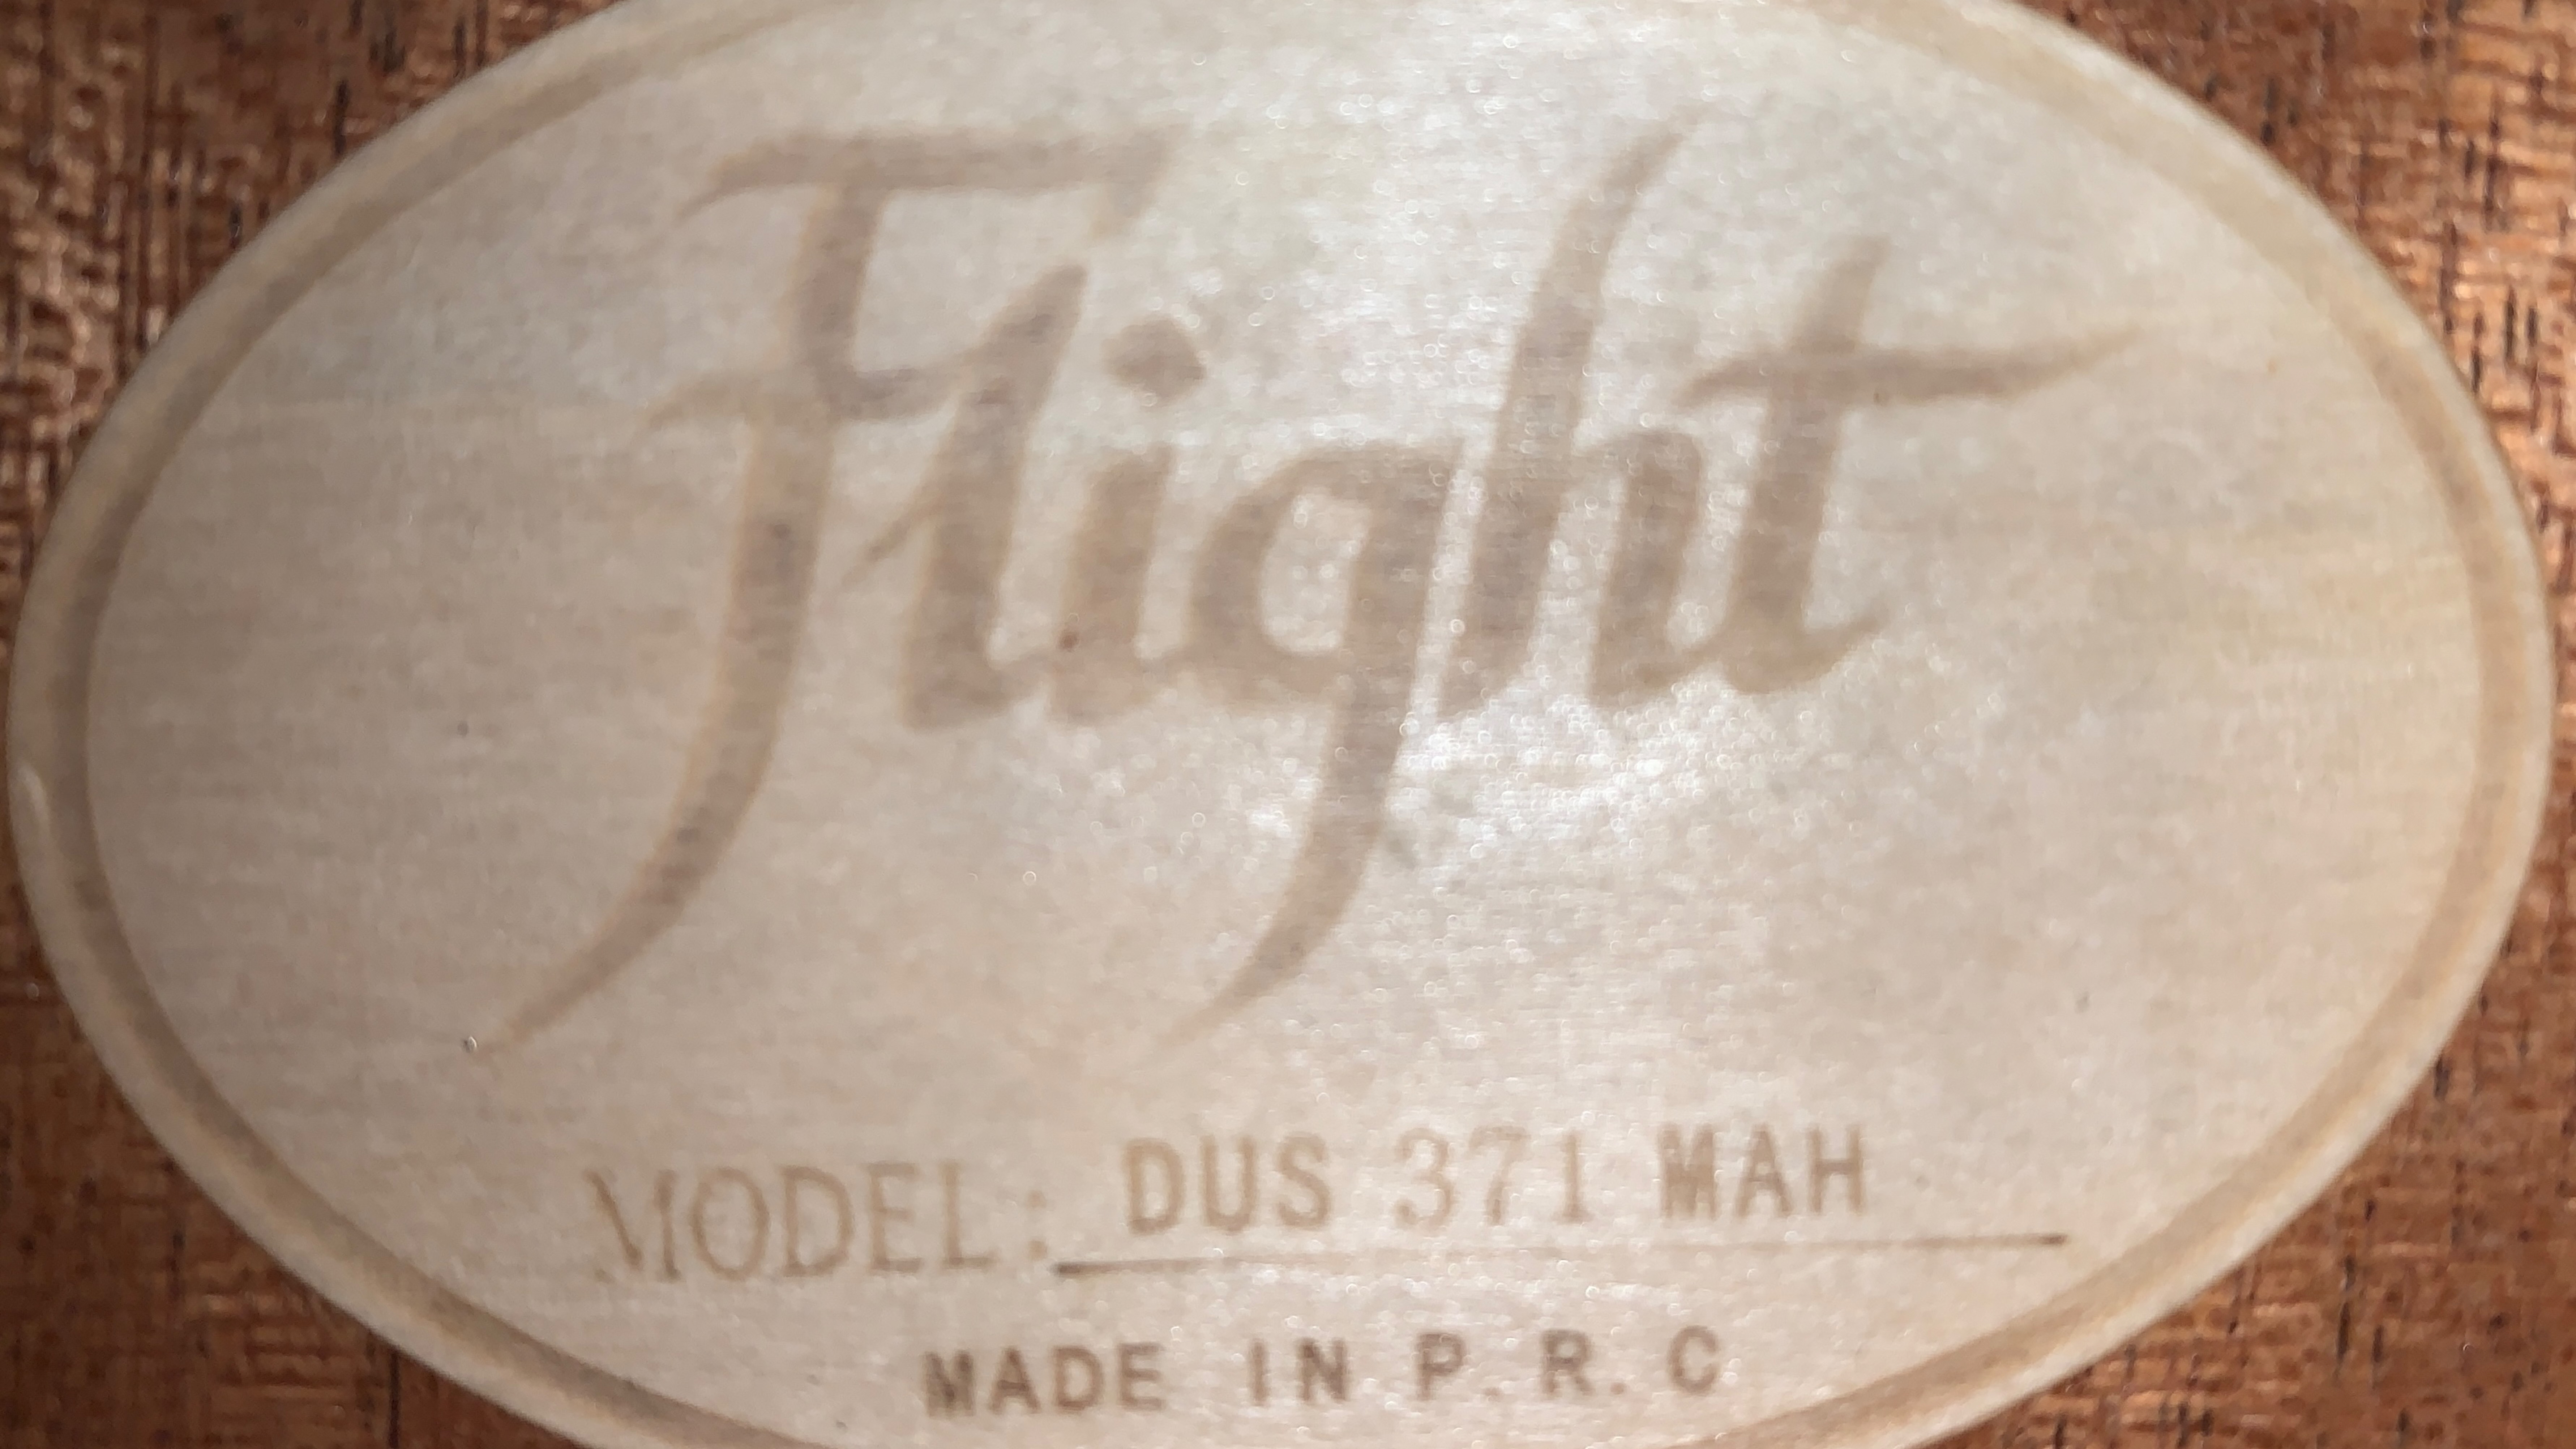 Flight
MODEL: DUS 371 MAH
MADE IN P.R.C